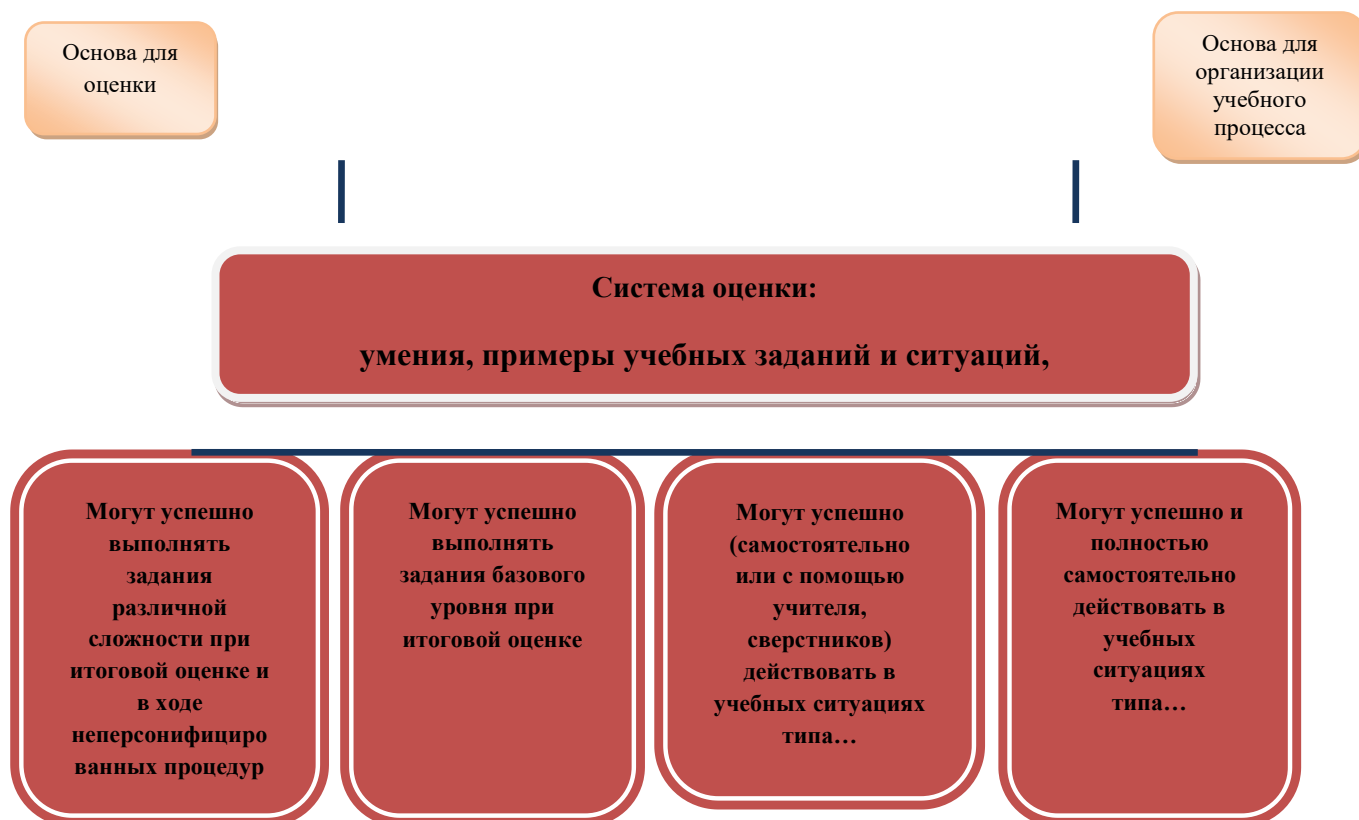 Основа для
оценки
Основа для
организации
учебного
процесса
Система оценки:
умения, примеры учебных заданий и ситуаций,
Могут успешно
выполнять
задания
различной
сложности при
итоговой оценке и
в ходе
неперсонифициро
ванных процедур
Могут успешно
выполнять
задания базового
уровня при
итоговой оценке
Могут успешно
(самостоятельно
или с помощью
учителя,
сверстников)
действовать в
учебных ситуациях
типа…
Могут успешно и
полностью
самостоятельно
действовать в
учебных
ситуациях
типа…